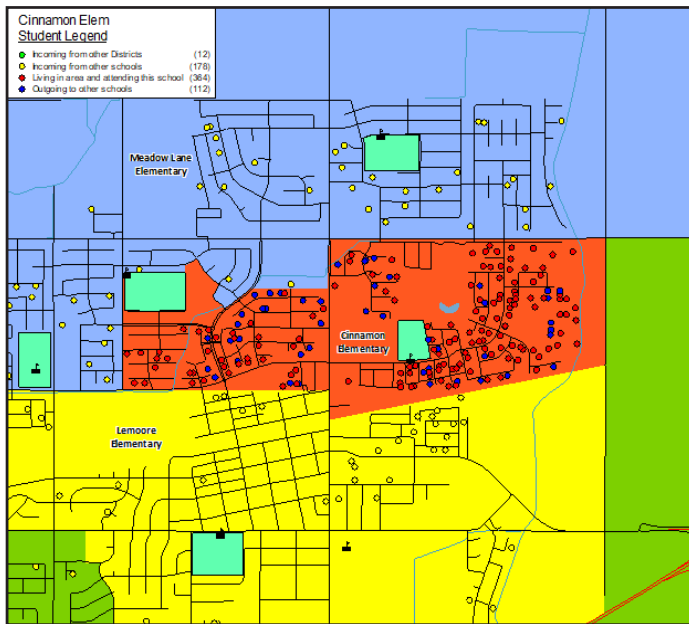 Cinnamon Elem
Student Legend
Incoming from other Districts (12)
Incoming from other schools (178)
Living in area and attending this school (364)
Outgoing to other schools (112)
Meadow Lane
Elementary
Cinnamon
Elementary
Lemoore
Elementary